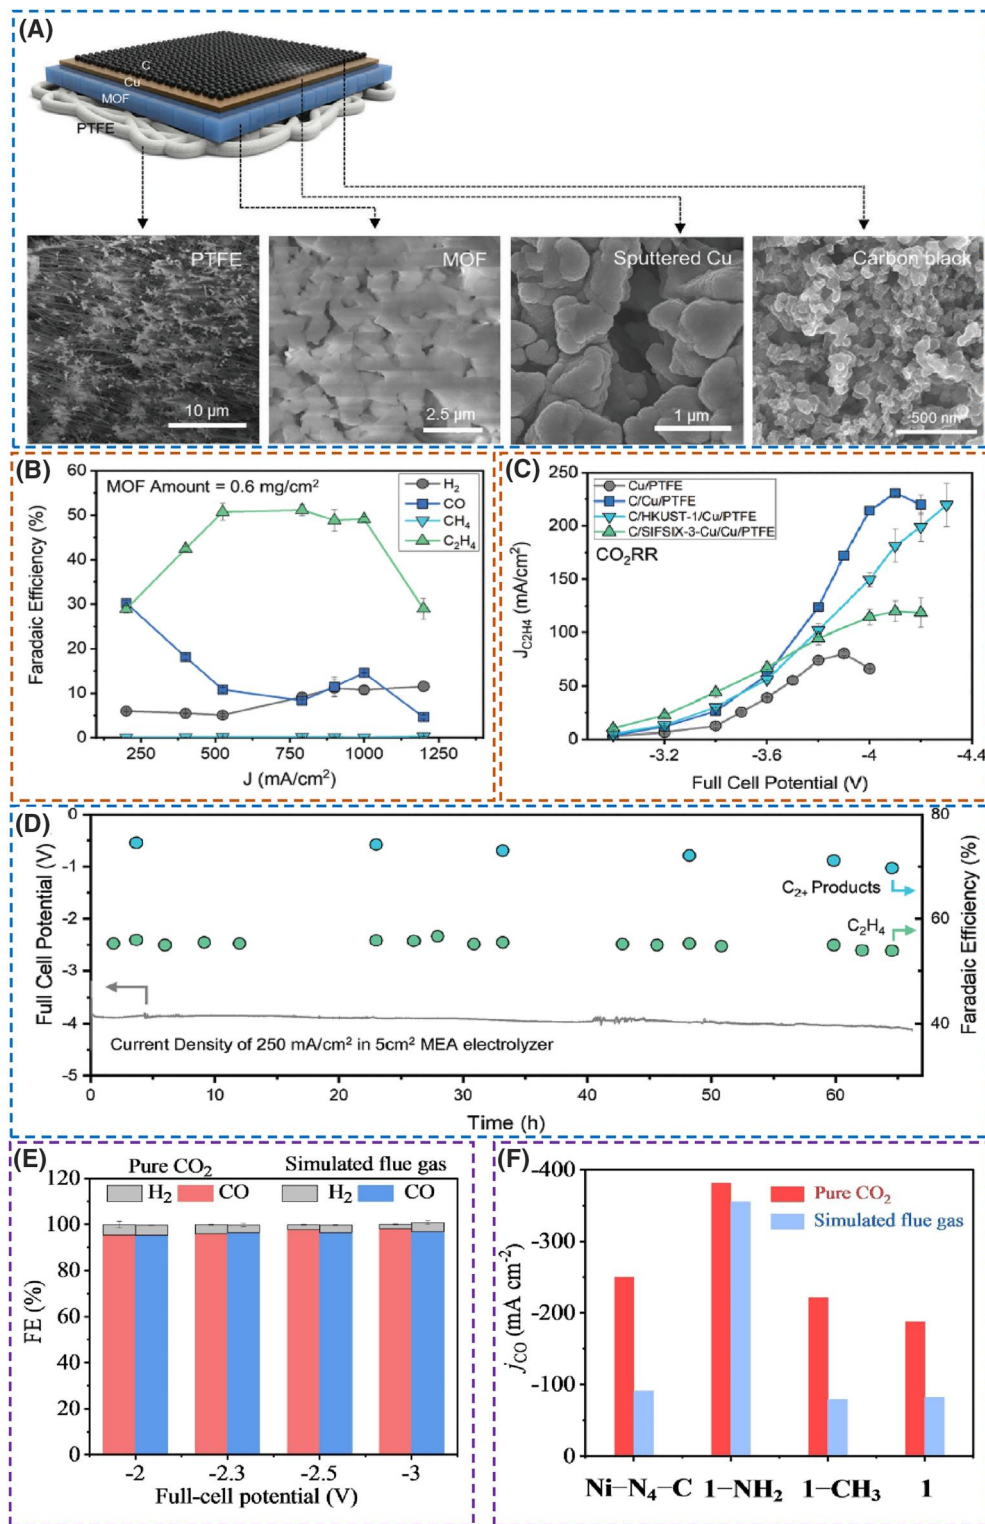 (A)
C
Cu
MOF
PTFE
PTFE
10 µm
MOF
2.5 µm
Sputtered Cu
1 µm
Carbon black
500 nm
(B)
MOF Amount = 0.6 mg/cm²
H₂
CO
CH₄
C₂H₄
Faradaic Efficiency (%)
60
50
40
30
20
10
0
250 500 750 1000 1250
J (mA/cm²)
(C)
Cu/PTFE
C/Cu/PTFE
C/HKUST-1/Cu/PTFE
C/SIFSIX-3-Cu/Cu/PTFE
CO₂RR
J_C2H4 (mA/cm²)
250
200
150
100
50
0
-3.2 -3.6 -4 -4.4
Full Cell Potential (V)
(D)
Full Cell Potential (V)
0
-1
-2
-3
-4
-5
C₂₊ Products
C₂H₄
Current Density of 250 mA/cm² in 5cm² MEA electrolyzer
80
60
40
Faradaic Efficiency (%)
0 10 20 30 40 50 60
Time (h)
(E)
Pure CO₂ Simulated flue gas
H₂ CO H₂ CO
FE (%)
120
100
80
60
40
20
0
-2 -2.3 -2.5 -3
Full-cell potential (V)
(F)
Pure CO₂
Simulated flue gas
j_CO (mA cm⁻²)
-400
-300
-200
-100
0
Ni−N₄−C 1−NH₂ 1−CH₃ 1